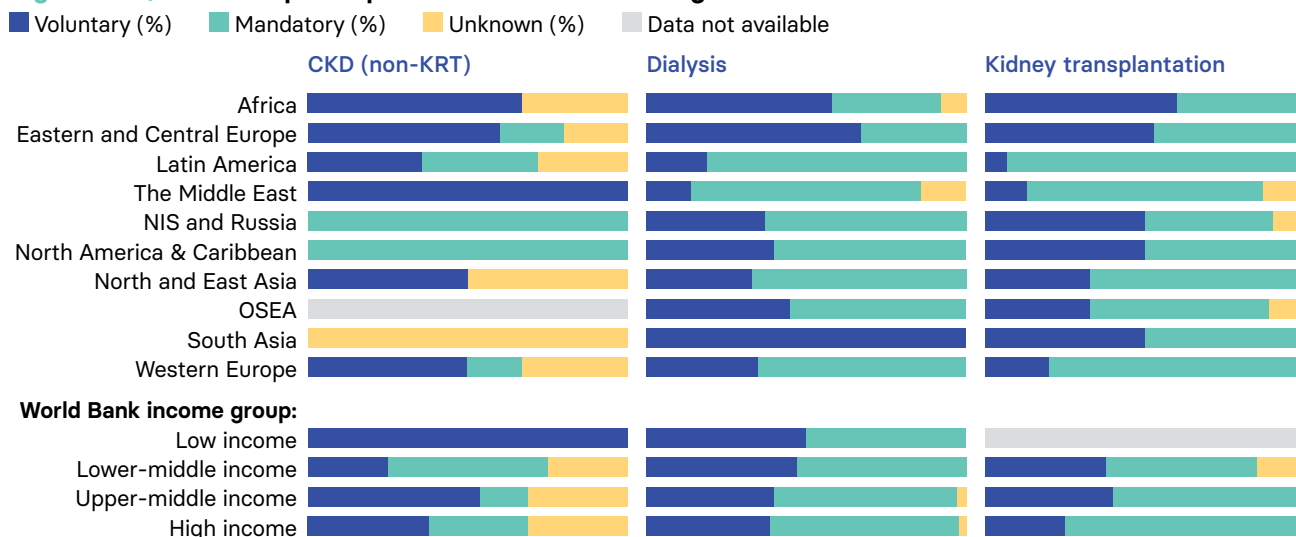 Voluntary (%) Mandatory (%) Unknown (%) Data not available
CKD (non-KRT) Dialysis Kidney transplantation
Africa
Eastern and Central Europe
Latin America
The Middle East
NIS and Russia
North America & Caribbean
North and East Asia
OSEA
South Asia
Western Europe
World Bank income group:
Low income
Lower-middle income
Upper-middle income
High income